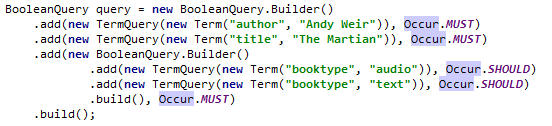 BooleanQuery query = new BooleanQuery.Builder()
    .add(new TermQuery(new Term("author", "Andy Weir")), Occur.MUST)
    .add(new TermQuery(new Term("title", "The Martian")), Occur.MUST)
    .add(new BooleanQuery.Builder()
            .add(new TermQuery(new Term("booktype", "audio")), Occur.SHOULD)
            .add(new TermQuery(new Term("booktype", "text")), Occur.SHOULD)
            .build(), Occur.MUST)
    .build();